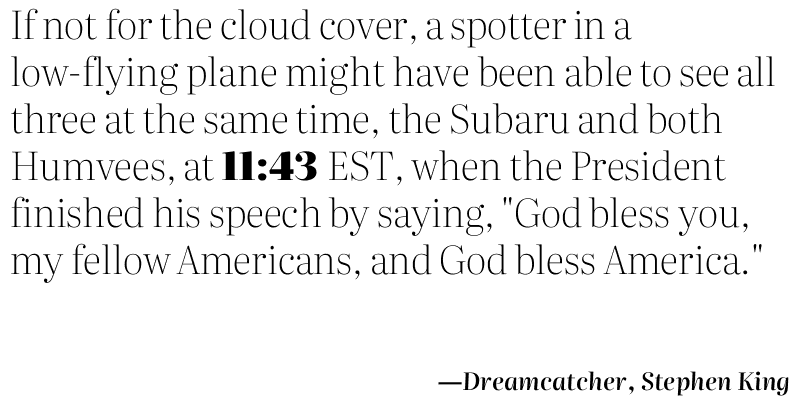 If not for the cloud cover, a spotter in a
low-flying plane might have been able to see all
three at the same time, the Subaru and both
Humvees, at 11:43 EST, when the President
finished his speech by saying, "God bless you,
my fellow Americans, and God bless America."
—Dreamcatcher, Stephen King